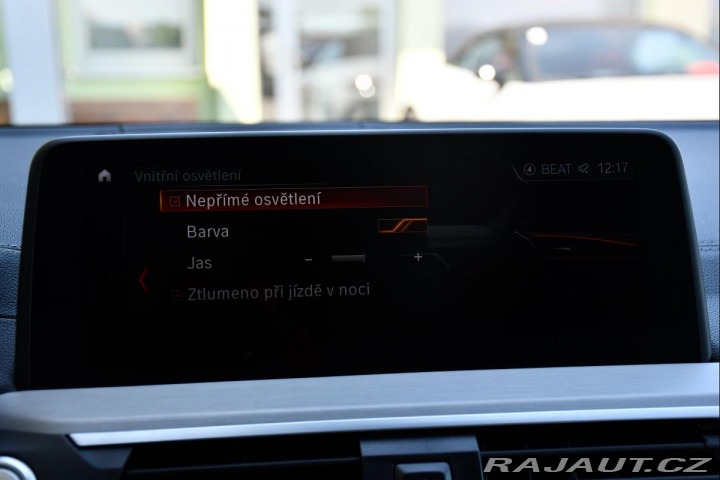 Vnitřní osvětlení
BEAT 12:17
Nepřímé osvětlení
Barva
Jas - +
Ztlumeno při jízdě v noci
RAJAUT.CZ